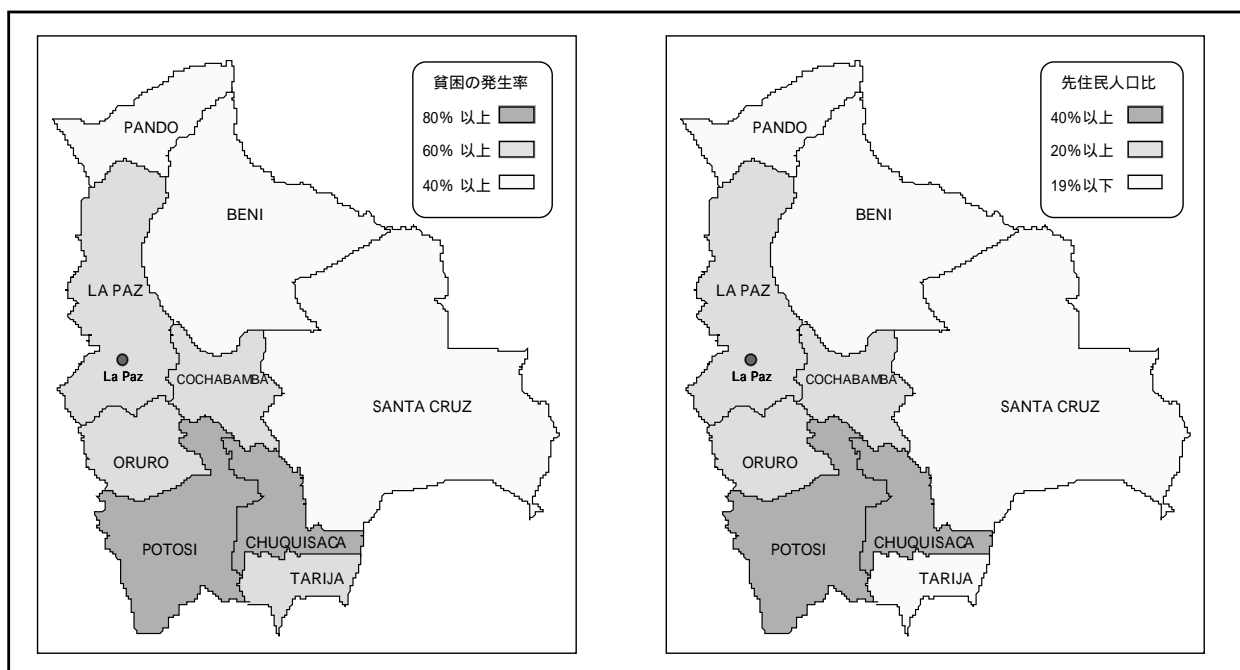 貧困の発生率
80% 以上
60% 以上
40% 以上
PANDO
BENI
LA PAZ
La Paz
COCHABAMBA
SANTA CRUZ
ORURO
POTOSI
CHUQUISACA
TARIJA
先住民人口比
40%以上
20%以上
19%以下
PANDO
BENI
LA PAZ
La Paz
COCHABAMBA
SANTA CRUZ
ORURO
POTOSI
CHUQUISACA
TARIJA